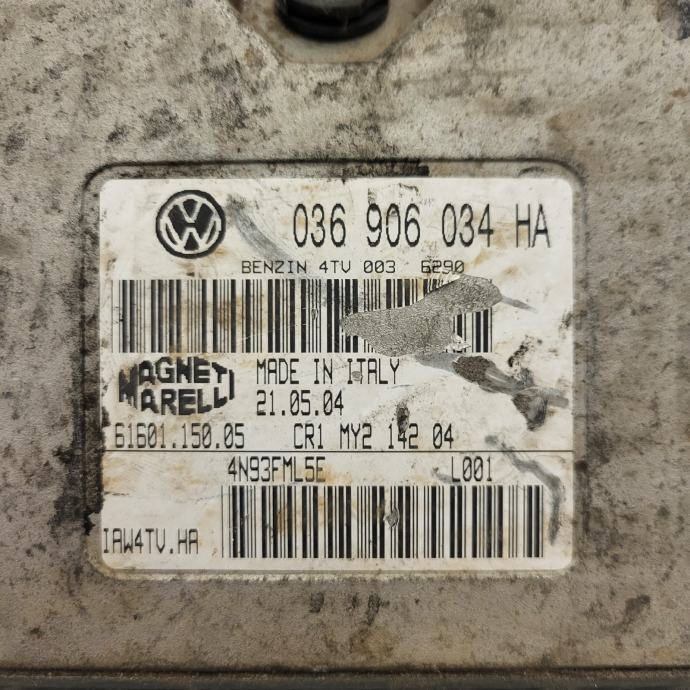 036 906 034 HA
BENZIN 4TV 003 6290
MAGNETI MARELLI
MADE IN ITALY
21.05.04
61601.150.05 CR1 MY2 142 04
4N93FML5E L001
IAW4TV.HA